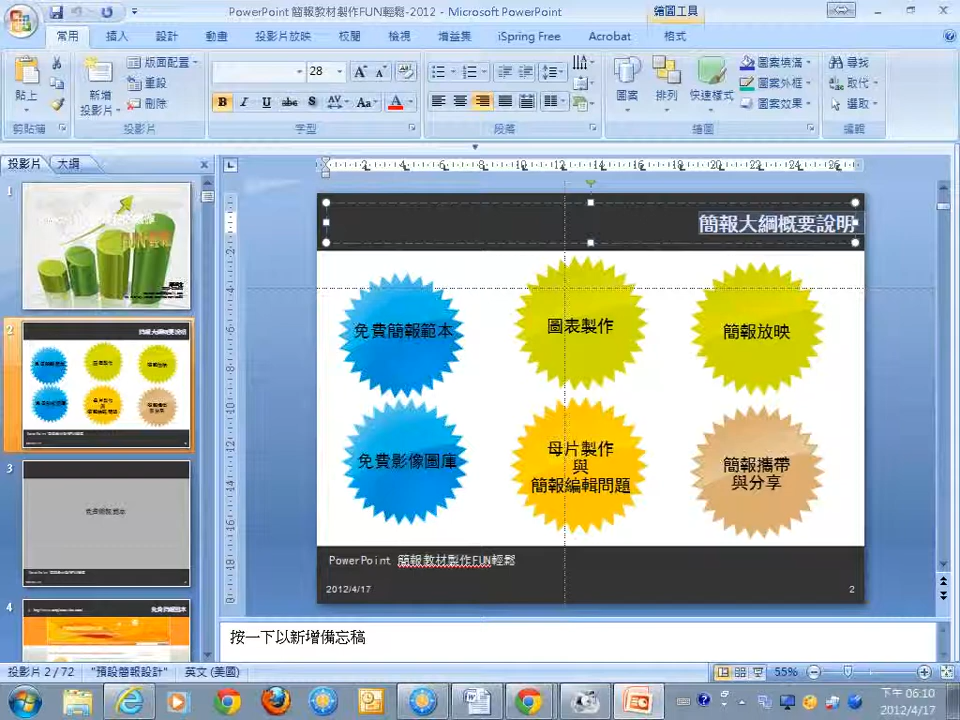 PowerPoint 簡報教材製作FUN輕鬆-2012 - Microsoft PowerPoint
繪圖工具
常用 插入 設計 動畫 投影片放映 校閱 檢視 增益集 iSpring Free Acrobat 格式
貼上
剪貼簿
新增
投影片
版面配置
重設
刪除
投影片
28
B I U abc S AV Aa A
字型
段落
圖案 排列 快速樣式
圖案填滿
圖案外框
圖案效果
繪圖
尋找
取代
選取
編輯
投影片 大綱
1
2
3
4
簡報大綱概要說明
免費簡報範本
圖表製作
簡報放映
免費影像圖庫
母片製作
與
簡報編輯問題
簡報攜帶
與分享
PowerPoint 簡報教材製作FUN輕鬆
2012/4/17
2
按一下以新增備忘稿
投影片 2 / 72 "預設簡報設計" 英文 (美國) 55%
下午 06:10
2012/4/17